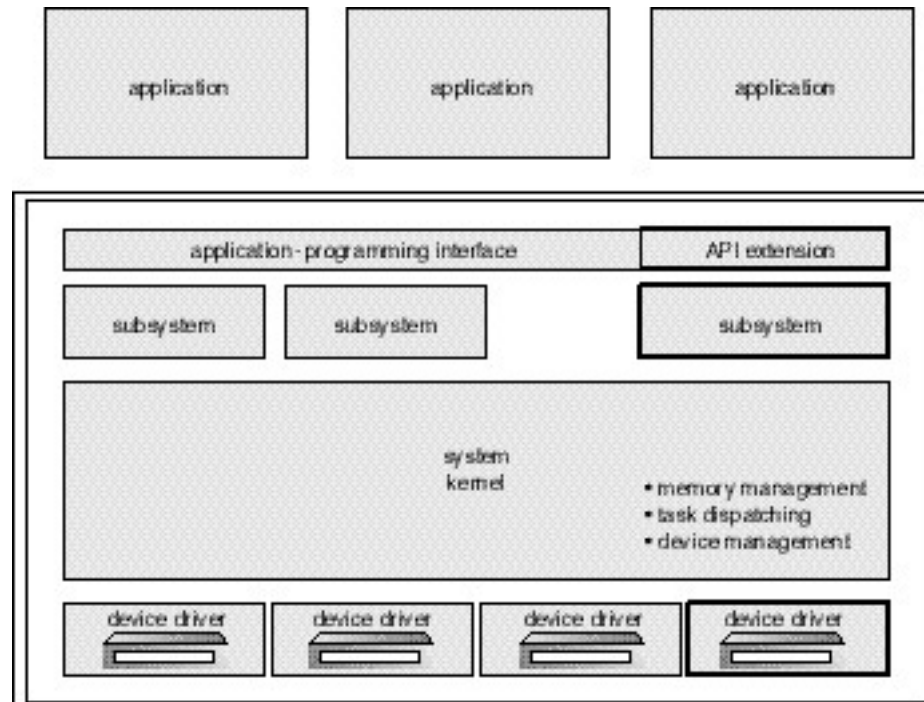 application
application
application
application-programming interface
API extension
subsystem
subsystem
subsystem
system
kernel
• memory management
• task dispatching
• device management
device driver
device driver
device driver
device driver